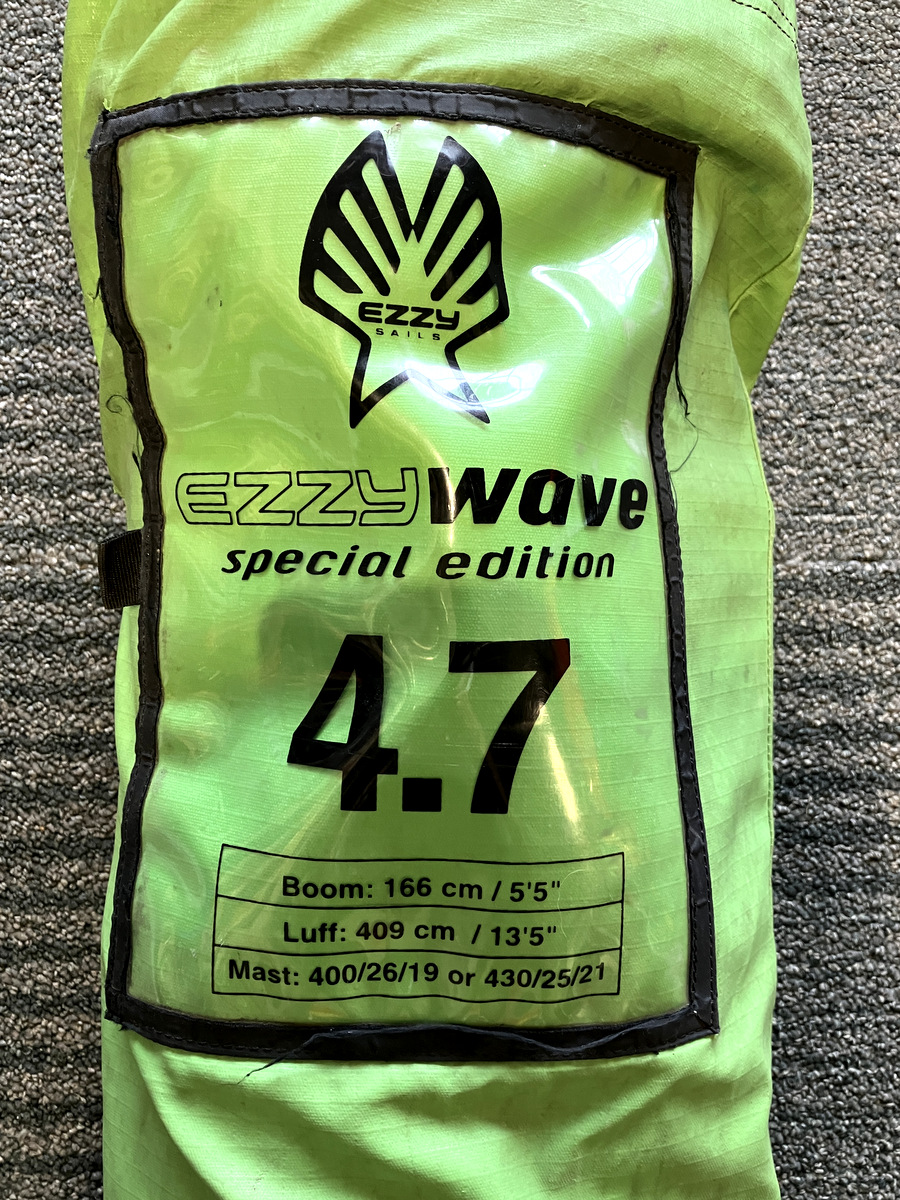 EZZY
SAILS
EZZYwave
special edition
4.7
Boom: 166 cm / 5'5"
Luff: 409 cm / 13'5"
Mast: 400/26/19 or 430/25/21